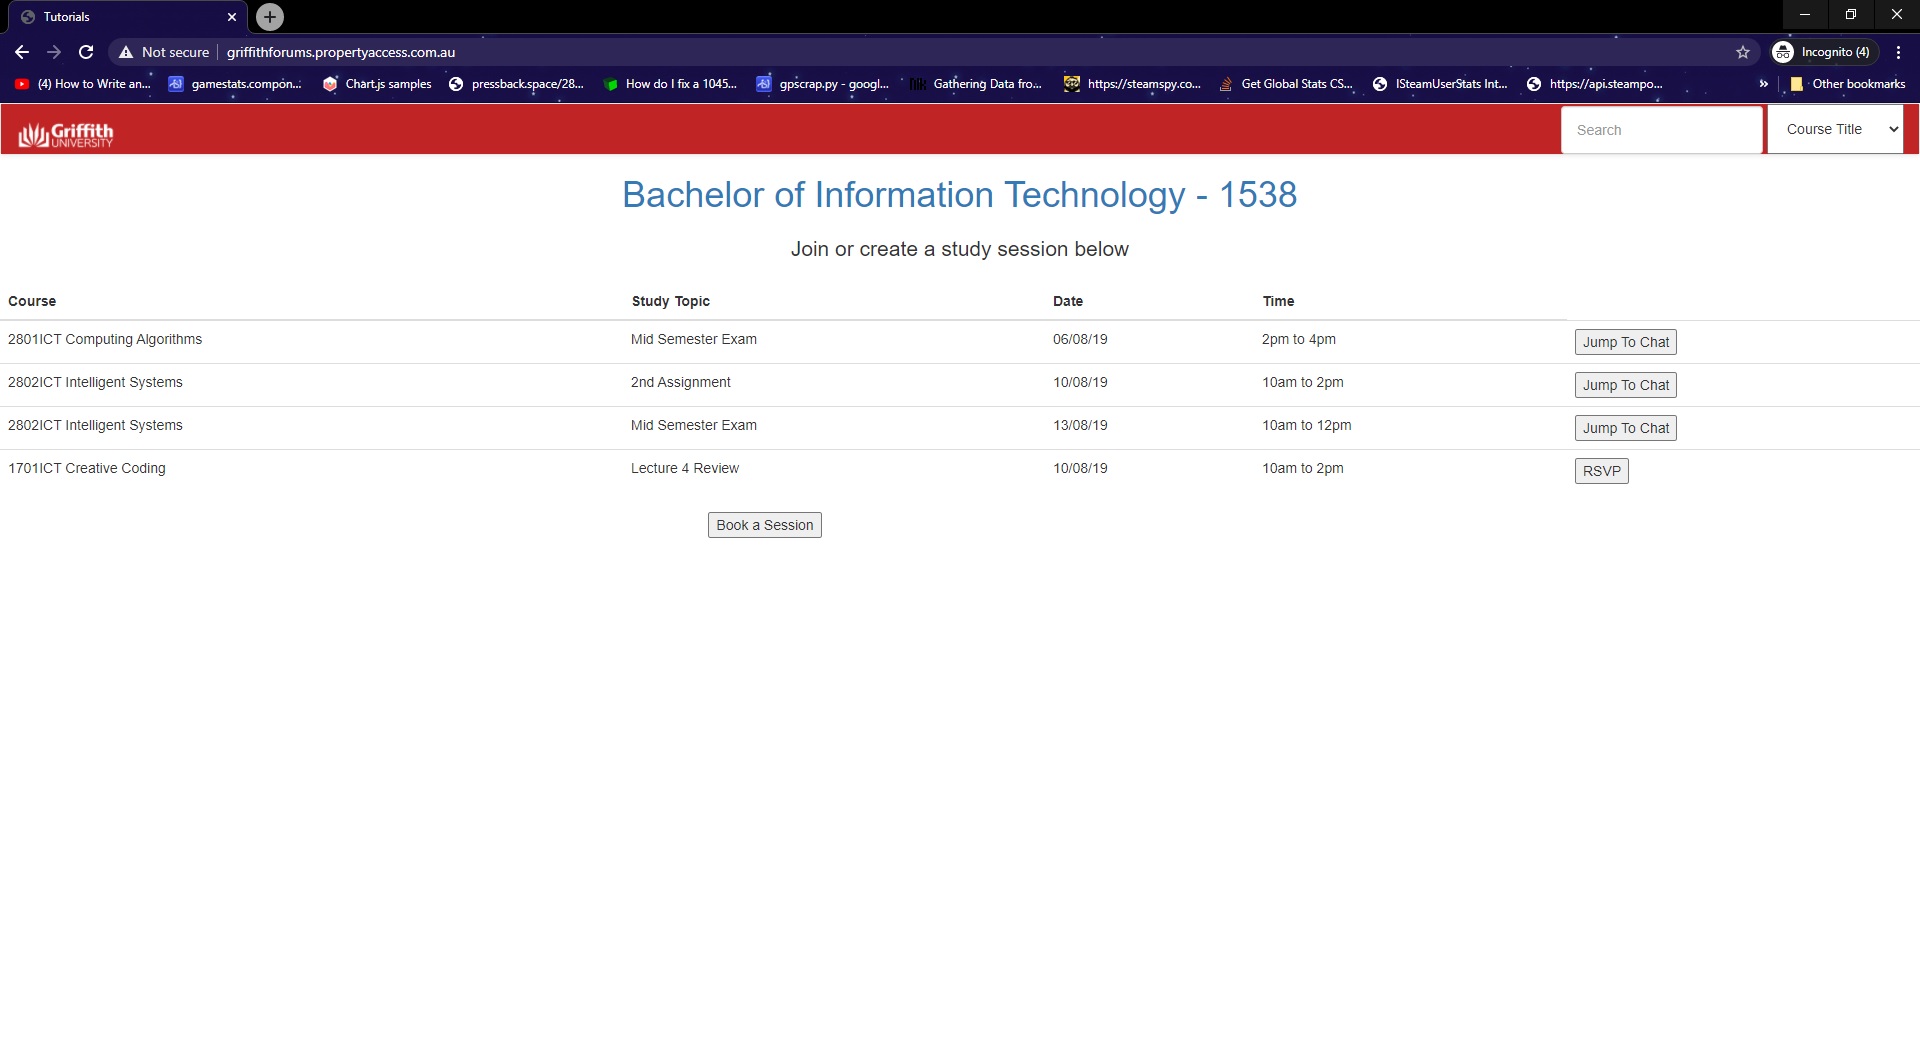 Tutorials
Not secure griffithforums.propertyaccess.com.au Incognito (4)
(4) How to Write an... gamestats.compon... Chart.js samples pressback.space/28... How do I fix a 1045... gpscrap.py - googl... Gathering Data fro... https://steamspy.co... Get Global Stats CS... ISteamUserStats Int... https://api.steampo... » Other bookmarks
Griffith UNIVERSITY Search Course Title
Bachelor of Information Technology - 1538
Join or create a study session below
Course Study Topic Date Time
2801ICT Computing Algorithms Mid Semester Exam 06/08/19 2pm to 4pm Jump To Chat
2802ICT Intelligent Systems 2nd Assignment 10/08/19 10am to 2pm Jump To Chat
2802ICT Intelligent Systems Mid Semester Exam 13/08/19 10am to 12pm Jump To Chat
1701ICT Creative Coding Lecture 4 Review 10/08/19 10am to 2pm RSVP
Book a Session